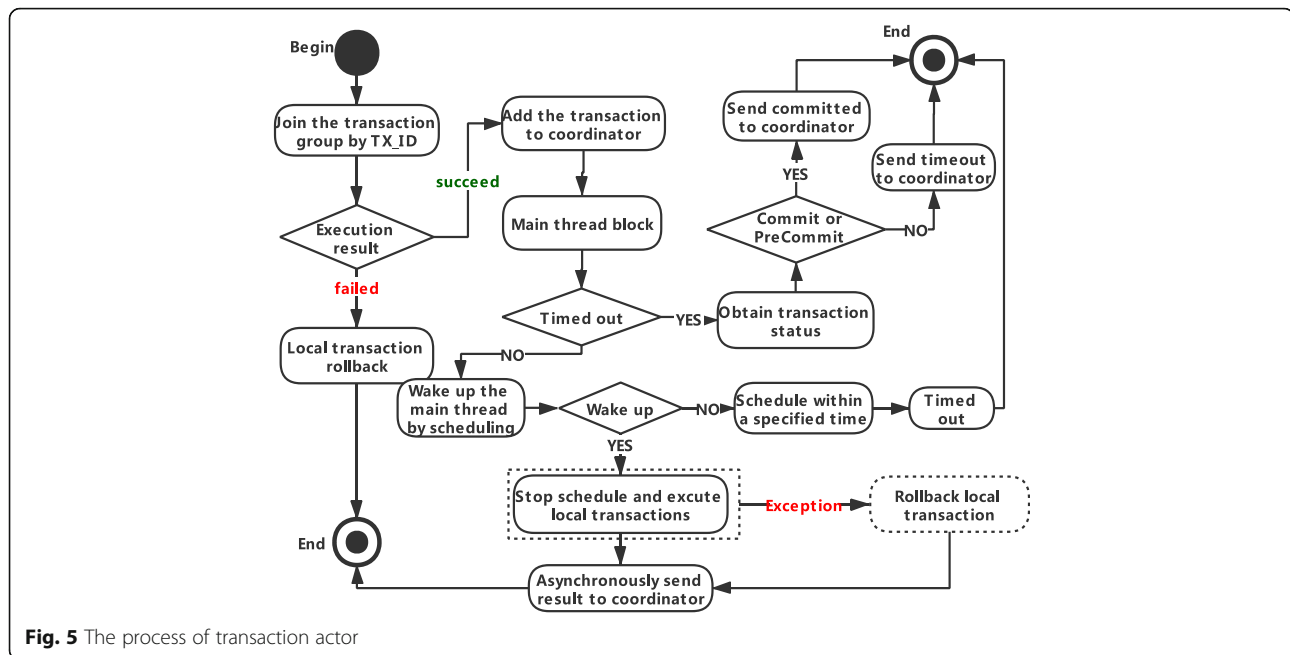 Begin
Join the transaction
group by TX_ID
Execution
result
succeed
failed
Local transaction
rollback
Add the transaction
to coordinator
Main thread block
Timed out
YES
NO
Obtain transaction
status
Commit or
PreCommit
YES
NO
Send committed
to coordinator
Send timeout
to coordinator
End
Wake up the
main thread
by scheduling
Wake up
NO
YES
Schedule within
a specified time
Timed
out
Stop schedule and excute
local transactions
Exception
Rollback local
transaction
Asynchronously send
result to coordinator
End
Fig. 5 The process of transaction actor